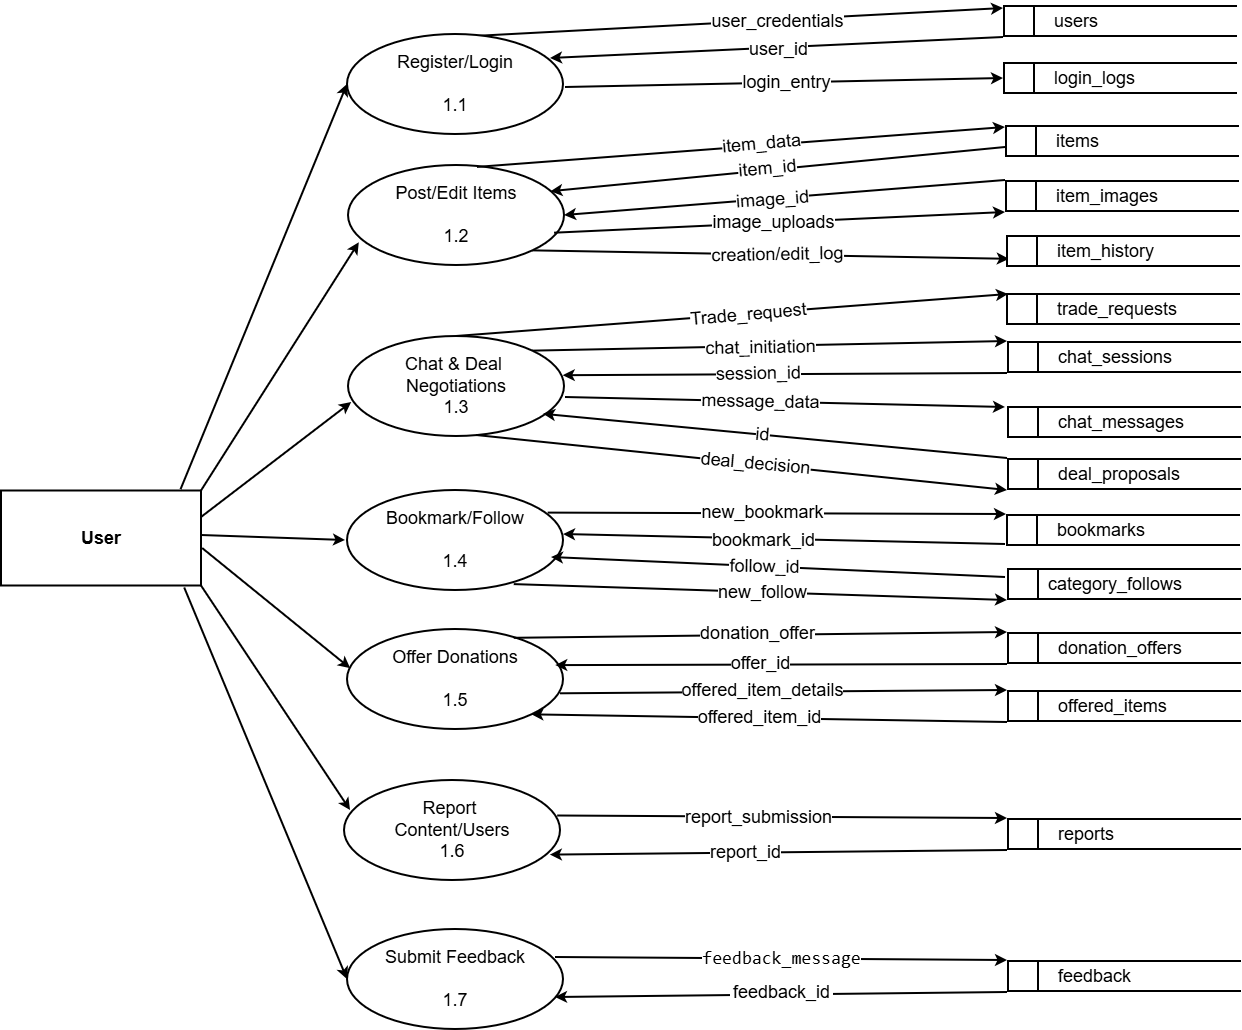 user_credentials
users
Register/Login
user_id
1.1
login_entry
login_logs
item_data
items
item_id
Post/Edit Items
image_id
item_images
1.2
image_uploads
creation/edit_log
item_history
Trade_request
trade_requests
chat_initiation
chat_sessions
Chat & Deal
Negotiations
1.3
session_id
message_data
chat_messages
id
deal_decision
deal_proposals
User
Bookmark/Follow
1.4
new_bookmark
bookmarks
bookmark_id
follow_id
category_follows
new_follow
Offer Donations
1.5
donation_offer
donation_offers
offer_id
offered_item_details
offered_items
offered_item_id
Report
Content/Users
1.6
report_submission
reports
report_id
Submit Feedback
1.7
feedback_message
feedback
feedback_id